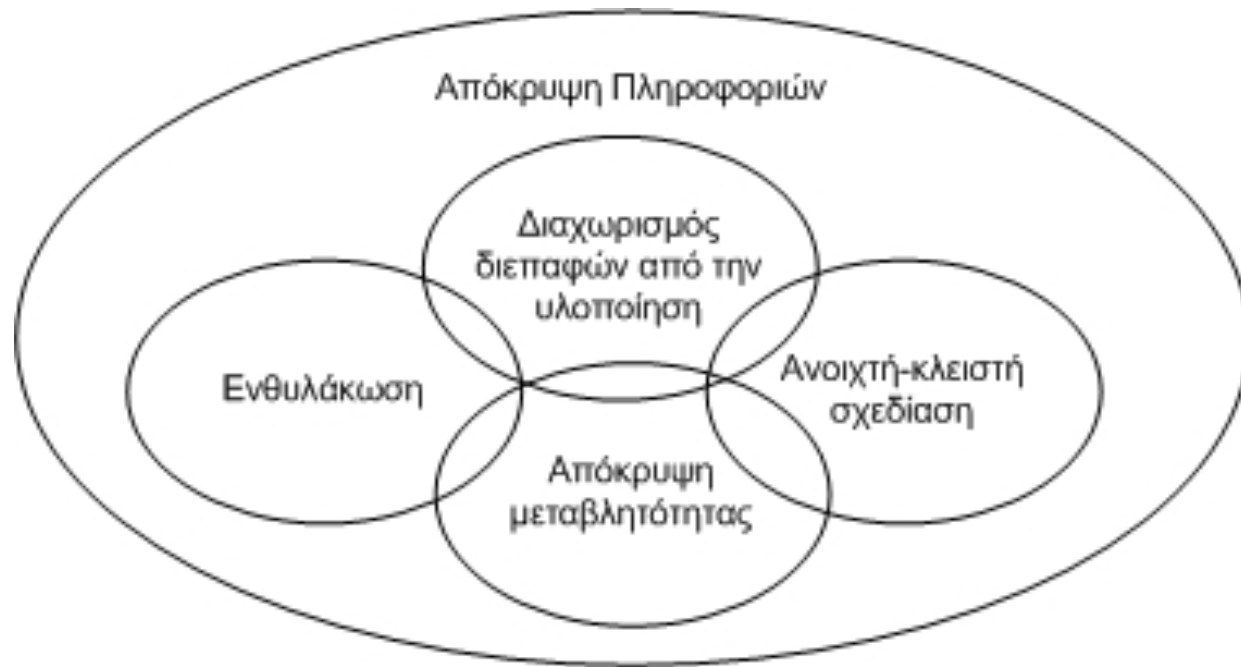 Απόκρυψη Πληροφοριών
Διαχωρισμός
διεπαφών από την
υλοποίηση
Ενθυλάκωση
Ανοιχτή-κλειστή
σχεδίαση
Απόκρυψη
μεταβλητότητας